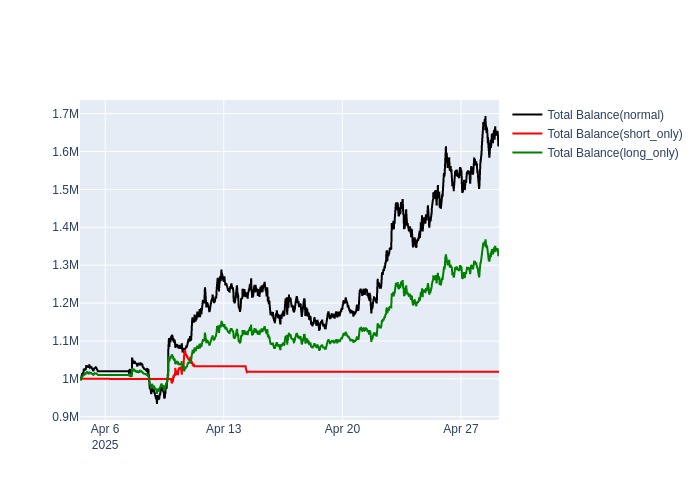 1.7M
1.6M
1.5M
1.4M
1.3M
1.2M
1.1M
1M
0.9M
Apr 6
2025
Apr 13
Apr 20
Apr 27
Total Balance(normal)
Total Balance(short_only)
Total Balance(long_only)